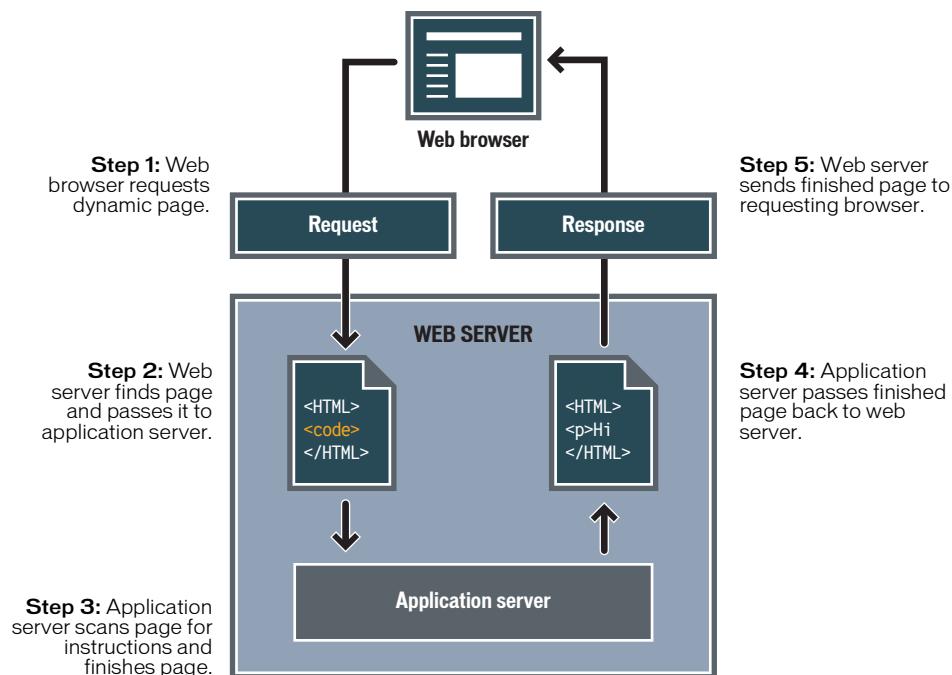 Web browser
Step 1: Web
browser requests
dynamic page.
Request
Response
Step 5: Web server
sends finished page to
requesting browser.
WEB SERVER
Step 2: Web
server finds page
and passes it to
application server.
<HTML>
<code>
</HTML>
<HTML>
<p>Hi
</HTML>
Step 4: Application
server passes finished
page back to web
server.
Step 3: Application
server scans page for
instructions and
finishes page.
Application server